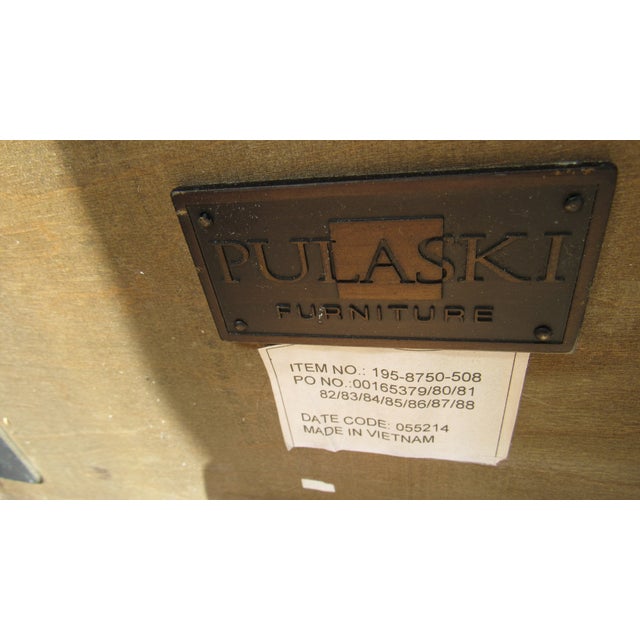 PULASKI
FURNITURE
ITEM NO.: 195-8750-508
PO NO.:00165379/80/81
82/83/84/85/86/87/88
DATE CODE: 055214
MADE IN VIETNAM